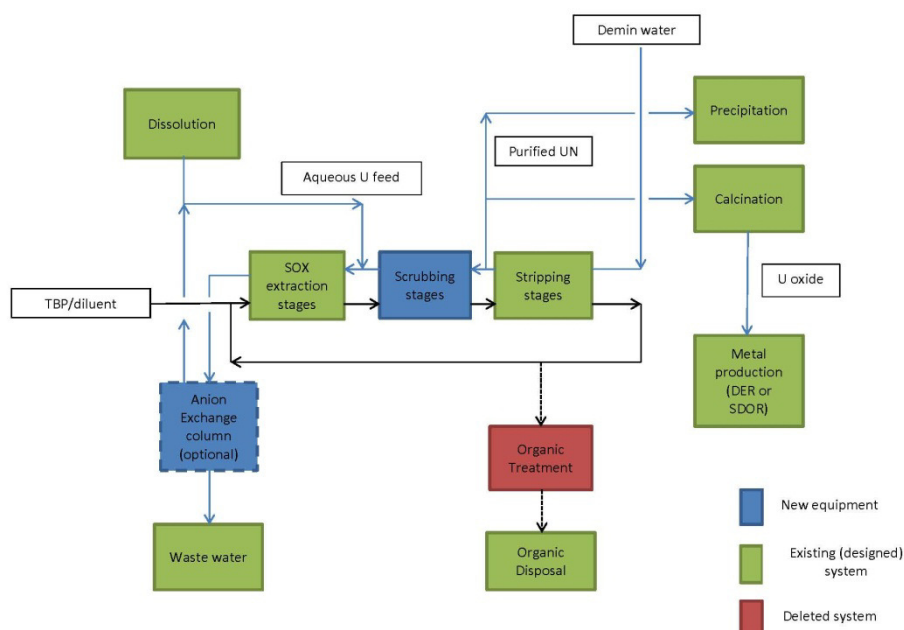 Demin water
Precipitation
Dissolution
Purified UN
Aqueous U feed
Calcination
SOX
extraction
stages
Scrubbing
stages
Stripping
stages
U oxide
TBP/diluent
Metal
production
(DER or
SDOR)
Anion
Exchange
column
(optional)
Organic
Treatment
New equipment
Waste water
Organic
Disposal
Existing (designed)
system
Deleted system